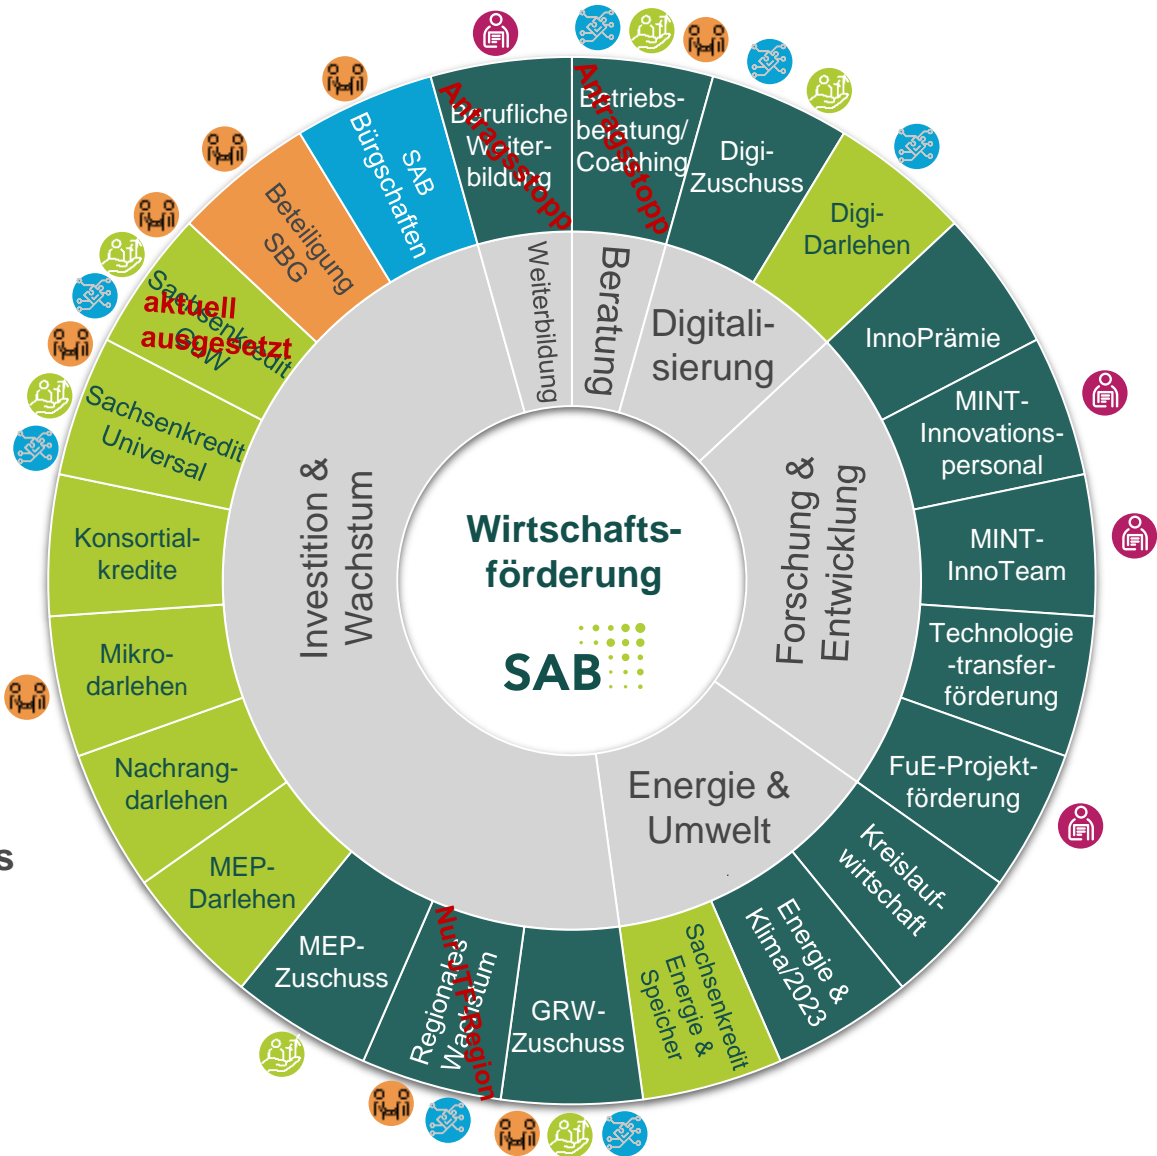 Wirtschafts-
förderung
SAB
Weiterbildung
Beratung
Digitali-
sierung
Forschung &
Entwicklung
Energie &
Umwelt
Investition &
Wachstum
Berufliche
Weiter-
bildung
Antragsstopp
Betriebs-
beratung/
Coaching
Antragsstopp
Digi-
Zuschuss
Digi-
Darlehen
InnoPrämie
MINT-
Innovations-
personal
MINT-
InnoTeam
Technologie
-transfer-
förderung
FuE-Projekt-
förderung
Kreislauf-
wirtschaft
Energie &
Klima/2023
Sachsenkredit
Energie &
Speicher
GRW-
Zuschuss
Regionales
Wachstum
Nur JTF-Region
MEP-
Zuschuss
MEP-
Darlehen
Nachrang-
darlehen
Mikro-
darlehen
Konsortial-
kredite
Sachsenkredit
Universal
Sachsenkredit
aktuell
ausgesetzt
Beteiligung
SBG
SAB
Bürgschaften
s